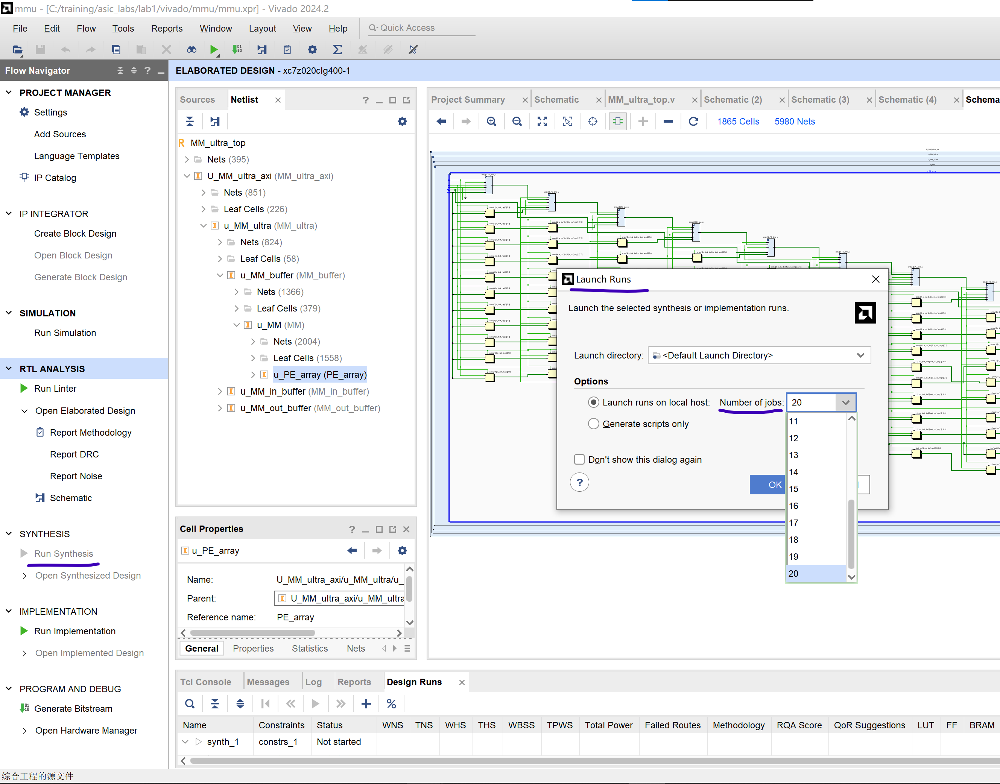 mmu - [C:/training/asic_labs/lab1/vivado/mmu/mmu.xpr] - Vivado 2024.2
File Edit Flow Tools Reports Window Layout View Help Quick Access
Flow Navigator
PROJECT MANAGER
Settings
Add Sources
Language Templates
IP Catalog
IP INTEGRATOR
Create Block Design
Open Block Design
Generate Block Design
SIMULATION
Run Simulation
RTL ANALYSIS
Run Linter
Open Elaborated Design
Report Methodology
Report DRC
Report Noise
Schematic
SYNTHESIS
Run Synthesis
Open Synthesized Design
IMPLEMENTATION
Run Implementation
Open Implemented Design
PROGRAM AND DEBUG
Generate Bitstream
Open Hardware Manager
ELABORATED DESIGN - xc7z020clg400-1
Sources Netlist
MM_ultra_top
Nets (395)
U_MM_ultra_axi (MM_ultra_axi)
Nets (851)
Leaf Cells (226)
u_MM_ultra (MM_ultra)
Nets (824)
Leaf Cells (58)
u_MM_buffer (MM_buffer)
Nets (1366)
Leaf Cells (379)
u_MM (MM)
Nets (2004)
Leaf Cells (1558)
u_PE_array (PE_array)
u_MM_in_buffer (MM_in_buffer)
u_MM_out_buffer (MM_out_buffer)
Cell Properties
u_PE_array
Name: U_MM_ultra_axi/u_MM_ultra/u_
Parent: U_MM_ultra_axi/u_MM_ultra
Reference name: PE_array
General Properties Statistics Nets
Project Summary Schematic MM_ultra_top.v Schematic (2) Schematic (3) Schematic (4) Schema
1865 Cells 5980 Nets
Launch Runs
Launch the selected synthesis or implementation runs.
Launch directory: <Default Launch Directory>
Options
Launch runs on local host: Number of jobs: 20
Generate scripts only
Don't show this dialog again
OK
11
12
13
14
15
16
17
18
19
20
Tcl Console Messages Log Reports Design Runs
Name Constraints Status WNS TNS WHS THS WBSS TPWS Total Power Failed Routes Methodology RQA Score QoR Suggestions LUT FF BRAM
synth_1 constrs_1 Not started
综合工程的源文件